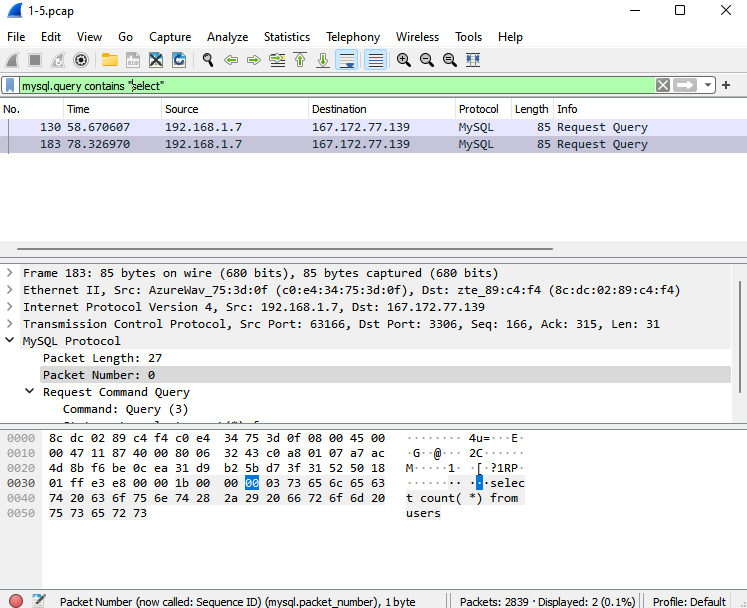 1-5.pcap
File Edit View Go Capture Analyze Statistics Telephony Wireless Tools Help
mysql.query contains "select"
No. Time Source Destination Protocol Length Info
130 58.670607 192.168.1.7 167.172.77.139 MySQL 85 Request Query
183 78.326970 192.168.1.7 167.172.77.139 MySQL 85 Request Query
Frame 183: 85 bytes on wire (680 bits), 85 bytes captured (680 bits)
Ethernet II, Src: AzureWav_75:3d:0f (c0:e4:34:75:3d:0f), Dst: zte_89:c4:f4 (8c:dc:02:89:c4:f4)
Internet Protocol Version 4, Src: 192.168.1.7, Dst: 167.172.77.139
Transmission Control Protocol, Src Port: 63166, Dst Port: 3306, Seq: 166, Ack: 315, Len: 31
MySQL Protocol
Packet Length: 27
Packet Number: 0
Request Command Query
Command: Query (3)
0000 8c dc 02 89 c4 f4 c0 e4 34 75 3d 0f 08 00 45 00 ········ 4u=···E·
0010 00 47 11 87 40 00 80 06 32 43 c0 a8 01 07 a7 ac ·G··@··· 2C······
0020 4d 8b f6 be 0c ea 31 d9 b2 5b d7 3f 31 52 50 18 M·····1· ·[·?1RP·
0030 01 ff e3 e8 00 00 1b 00 00 00 03 73 65 6c 65 63 ········ ···selec
0040 74 20 63 6f 75 6e 74 28 2a 29 20 66 72 6f 6d 20 t count( *) from
0050 75 73 65 72 73 users
Packet Number (now called: Sequence ID) (mysql.packet_number), 1 byte Packets: 2839 · Displayed: 2 (0.1%) Profile: Default